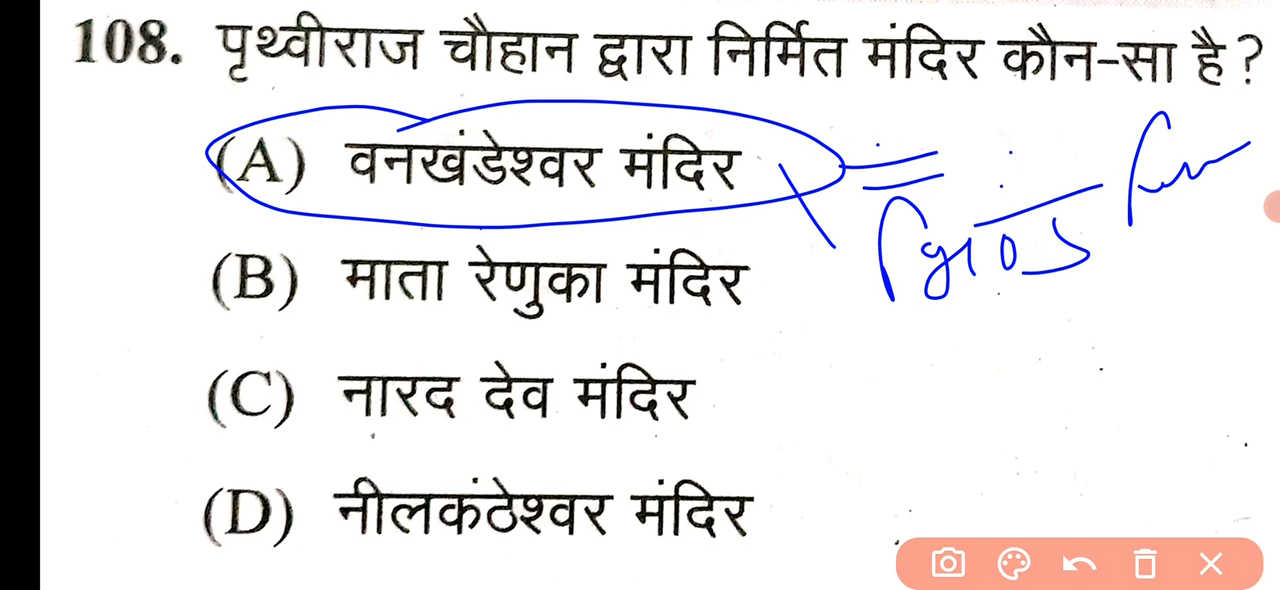 108. पृथ्वीराज चौहान द्वारा निर्मित मंदिर कौन-सा है ?
(A) वनखंडेश्वर मंदिर
(B) माता रेणुका मंदिर
(C) नारद देव मंदिर
(D) नीलकंठेश्वर मंदिर